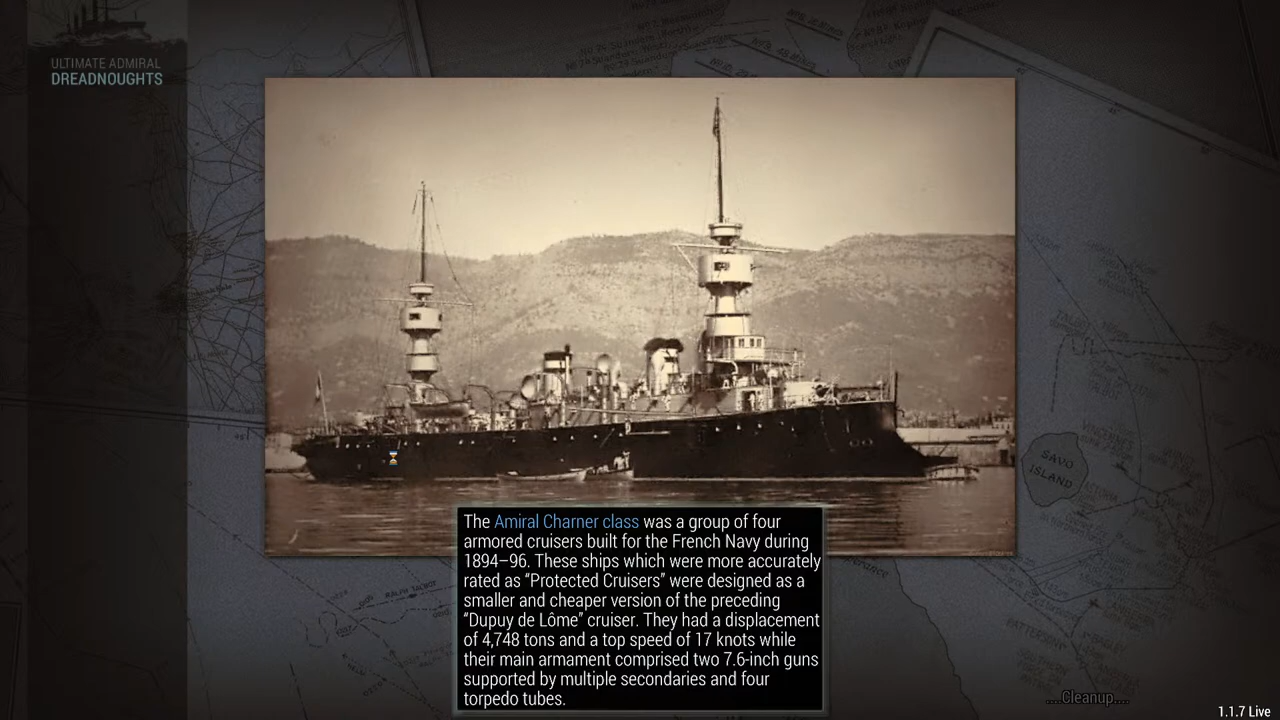 ULTIMATE ADMIRAL
DREADNOUGHTS
SAVO
ISLAND
The Amiral Charner class was a group of four
armored cruisers built for the French Navy during
1894–96. These ships which were more accurately
rated as “Protected Cruisers” were designed as a
smaller and cheaper version of the preceding
“Dupuy de Lôme” cruiser. They had a displacement
of 4,748 tons and a top speed of 17 knots while
their main armament comprised two 7.6-inch guns
supported by multiple secondaries and four
torpedo tubes.
....Cleanup....
1.1.7 Live